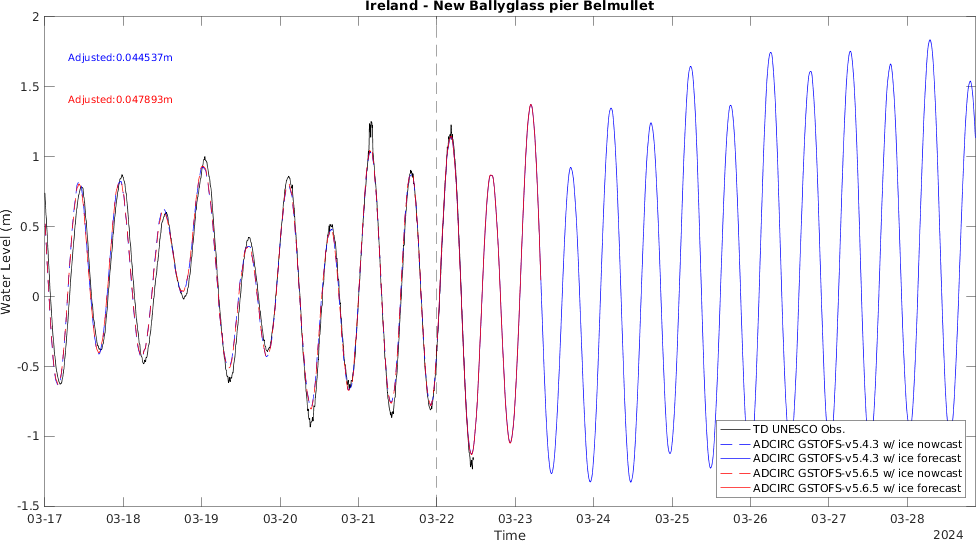 Ireland - New Ballyglass pier Belmullet
2
1.5
1
0.5
0
-0.5
-1
-1.5
Water Level (m)
Adjusted:0.044537m
Adjusted:0.047893m
TD UNESCO Obs.
ADCIRC GSTOFS-v5.4.3 w/ ice nowcast
ADCIRC GSTOFS-v5.4.3 w/ ice forecast
ADCIRC GSTOFS-v5.6.5 w/ ice nowcast
ADCIRC GSTOFS-v5.6.5 w/ ice forecast
03-17 03-18 03-19 03-20 03-21 03-22 03-23 03-24 03-25 03-26 03-27 03-28
Time
2024